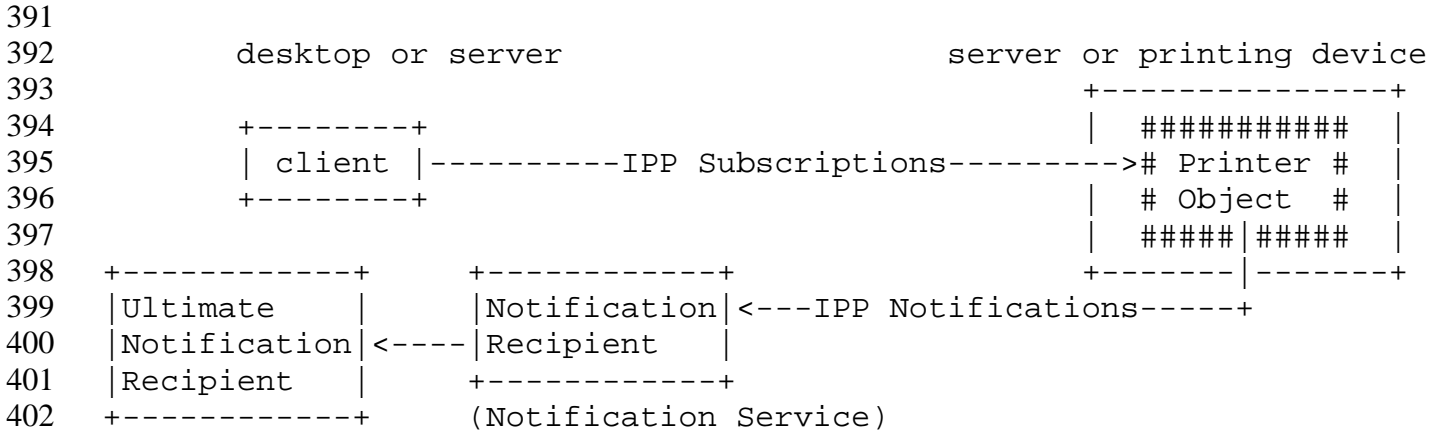 391
392 desktop or server server or printing device
393 +---------------+
394 +--------+ | ########### |
395 | client |----------IPP Subscriptions---------># Printer # |
396 +--------+ | # Object # |
397 | #####|##### |
398 +------------+ +------------+ +-------|-------+
399 |Ultimate | |Notification|<---IPP Notifications-----+
400 |Notification|<----|Recipient |
401 |Recipient | +------------+
402 +------------+ (Notification Service)